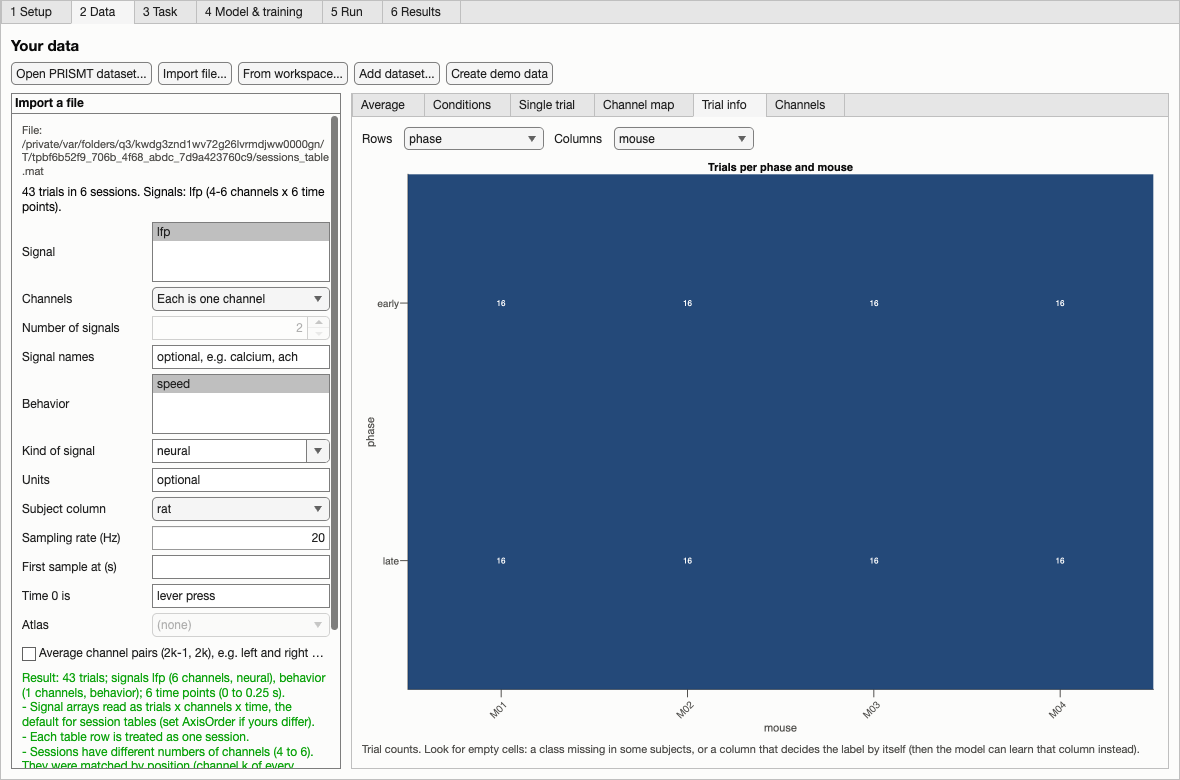 1 Setup
2 Data
3 Task
4 Model & training
5 Run
6 Results
Your data
Open PRISMT dataset...
Import file...
From workspace...
Add dataset...
Create demo data
Import a file
File:
/private/var/folders/q3/kwdg3znd1wv72g26lvrmdjww0000gn/
T/tpbf6b52f9_706b_4f68_abdc_7d9a423760c9/sessions_table
.mat
43 trials in 6 sessions. Signals: lfp (4-6 channels x 6 time
points).
Signal
lfp
Channels
Each is one channel
Number of signals
2
Signal names
optional, e.g. calcium, ach
Behavior
speed
Kind of signal
neural
Units
optional
Subject column
rat
Sampling rate (Hz)
20
First sample at (s)
Time 0 is
lever press
Atlas
(none)
Average channel pairs (2k-1, 2k), e.g. left and right ...
Result: 43 trials; signals lfp (6 channels, neural), behavior
(1 channels, behavior); 6 time points (0 to 0.25 s).
- Signal arrays read as trials x channels x time, the
default for session tables (set AxisOrder if yours differ).
- Each table row is treated as one session.
- Sessions have different numbers of channels (4 to 6).
They were matched by position (channel k of every
Average
Conditions
Single trial
Channel map
Trial info
Channels
Rows
phase
Columns
mouse
Trials per phase and mouse
early
16
16
16
16
phase
late
16
16
16
16
M01
M02
M03
M04
mouse
Trial counts. Look for empty cells: a class missing in some subjects, or a column that decides the label by itself (then the model can learn that column instead).